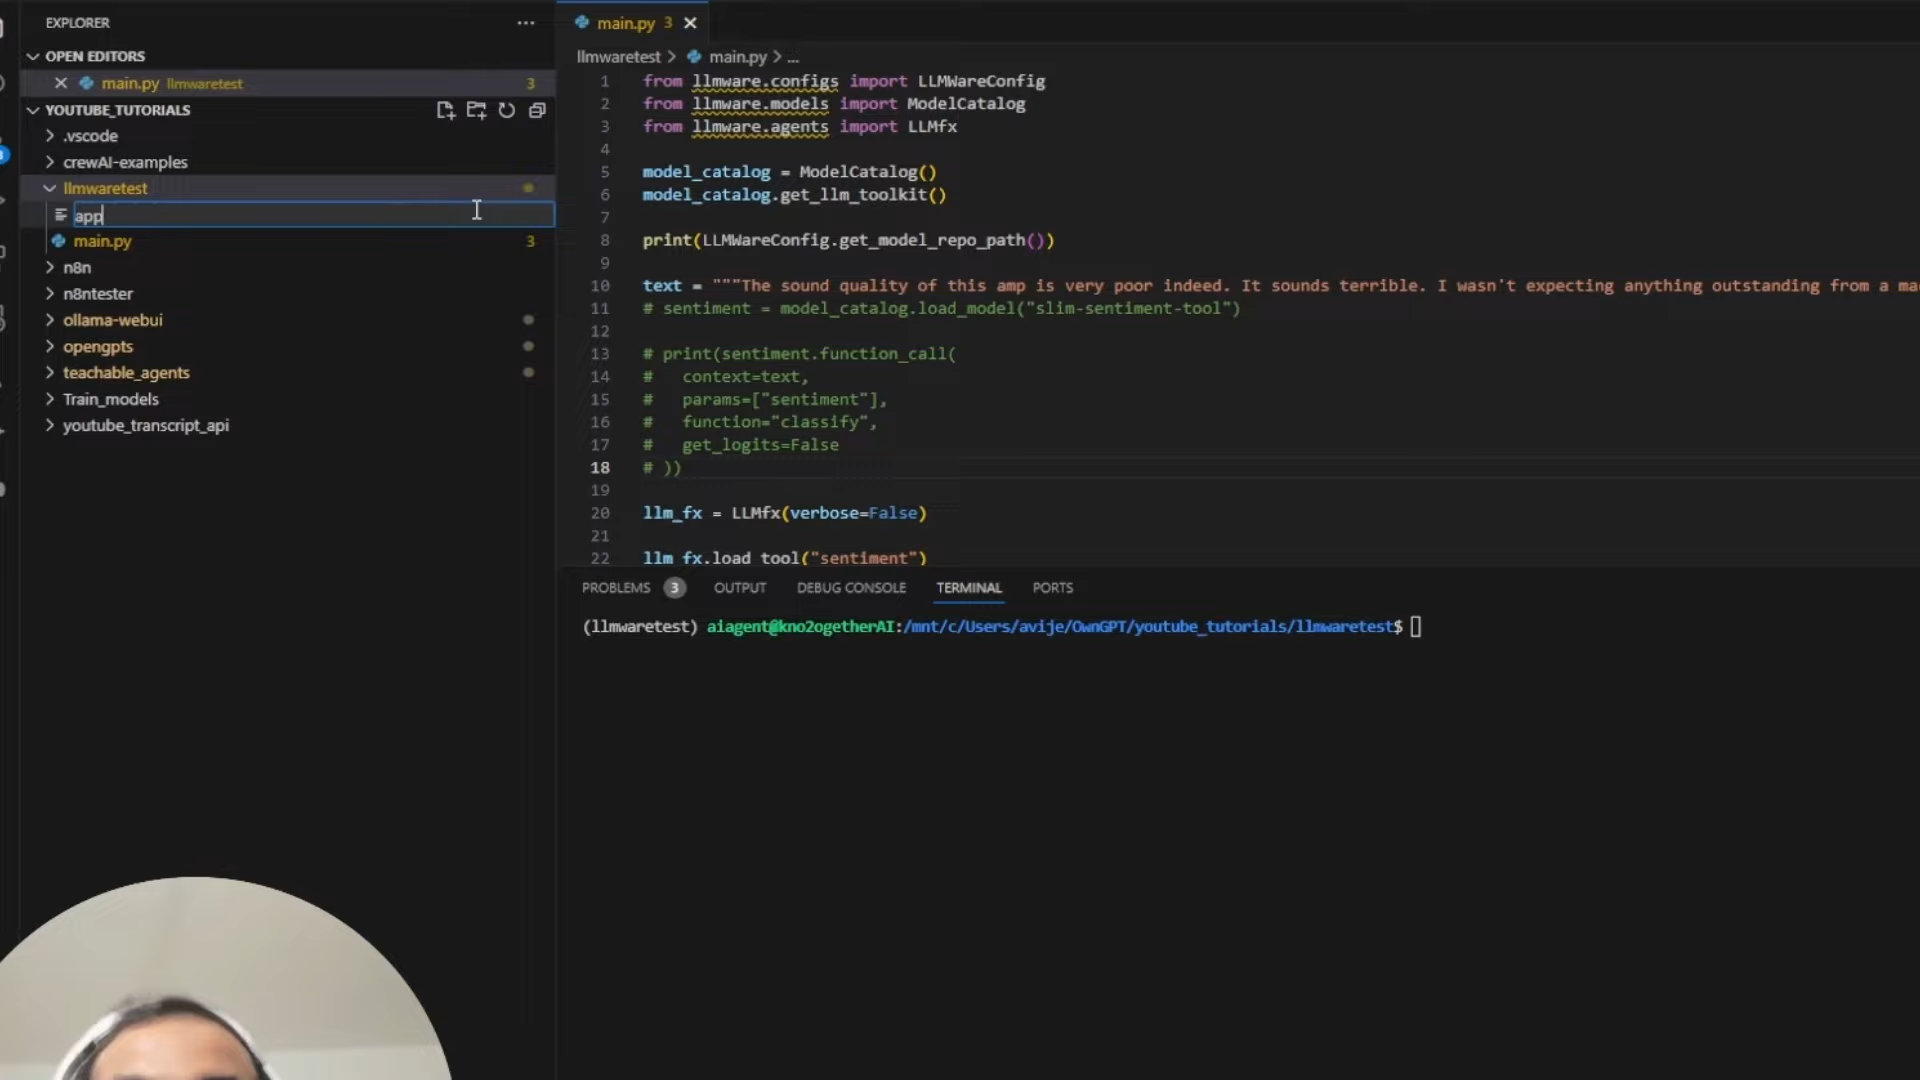 EXPLORER
OPEN EDITORS
main.py llmwaretest 3
YOUTUBE_TUTORIALS
.vscode
crewAI-examples
llmwaretest
app
main.py 3
n8n
n8ntester
ollama-webui
opengpts
teachable_agents
Train_models
youtube_transcript_api
main.py 3
llmwaretest > main.py > ...
1 from llmware.configs import LLMWareConfig
2 from llmware.models import ModelCatalog
3 from llmware.agents import LLMfx
4
5 model_catalog = ModelCatalog()
6 model_catalog.get_llm_toolkit()
7
8 print(LLMWareConfig.get_model_repo_path())
9
10 text = """The sound quality of this amp is very poor indeed. It sounds terrible. I wasn't expecting anything outstanding from a ma
11 # sentiment = model_catalog.load_model("slim-sentiment-tool")
12
13 # print(sentiment.function_call(
14 #   context=text,
15 #   params=["sentiment"],
16 #   function="classify",
17 #   get_logits=False
18 # ))
19
20 llm_fx = LLMfx(verbose=False)
21
22 llm_fx.load_tool("sentiment")
PROBLEMS 3 OUTPUT DEBUG CONSOLE TERMINAL PORTS
(llmwaretest) aiagent@kno2ogetherAI:/mnt/c/Users/avije/OwnGPT/youtube_tutorials/llmwaretest$